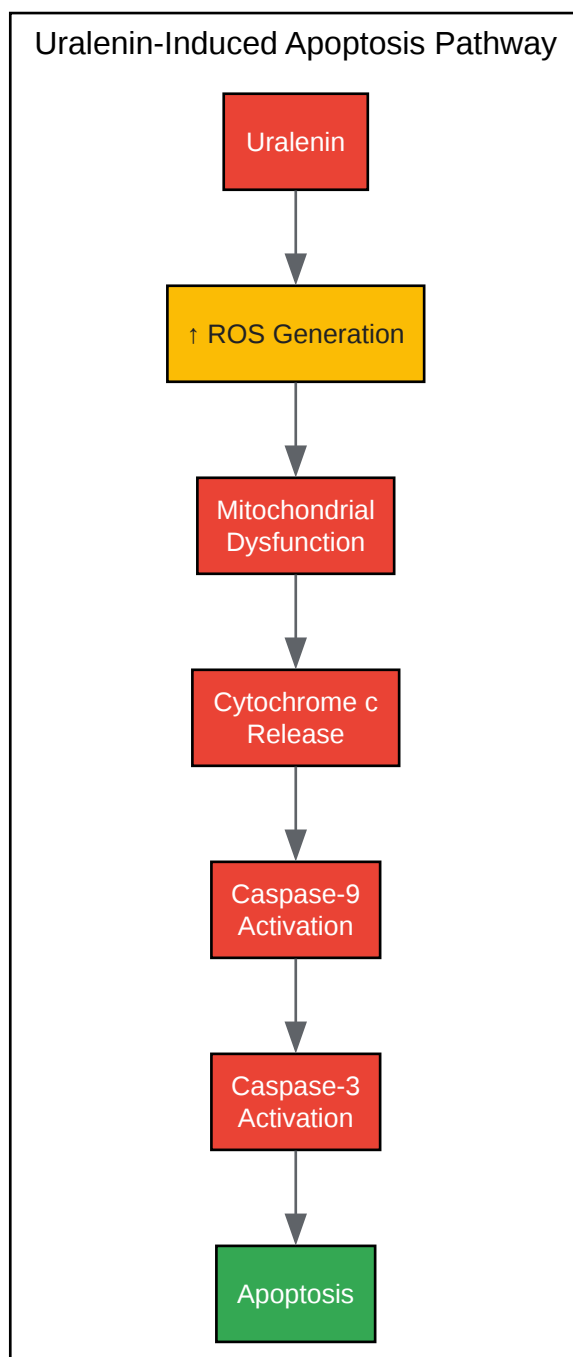 Uralenin-Induced Apoptosis Pathway
Uralenin
↑ ROS Generation
Mitochondrial
Dysfunction
Cytochrome c
Release
Caspase-9
Activation
Caspase-3
Activation
Apoptosis